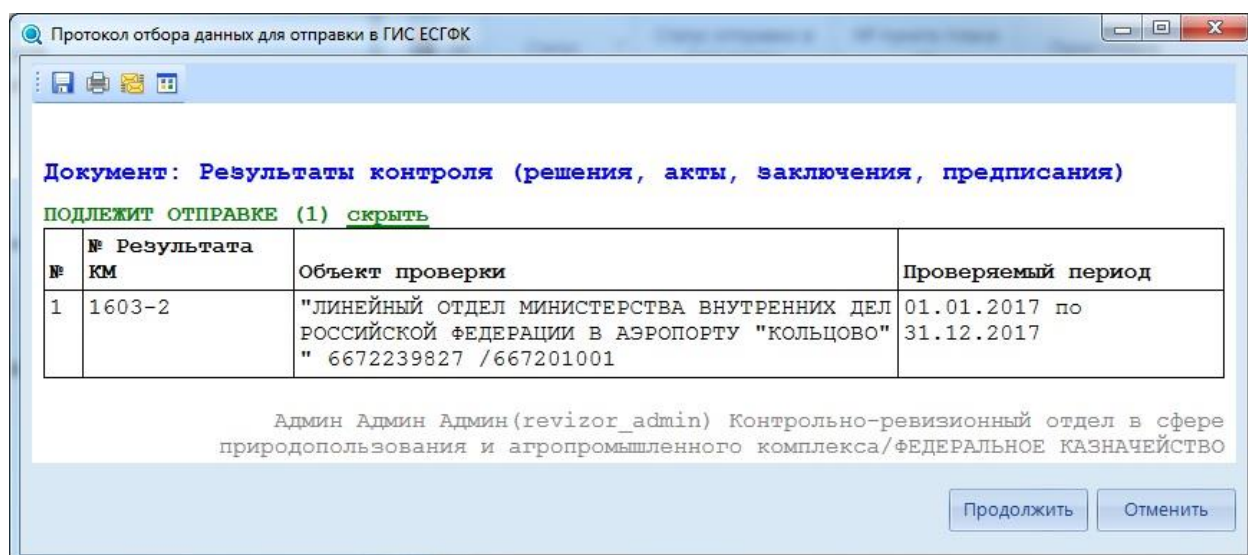 Протокол отбора данных для отправки в ГИС ЕСГФК
Документ: Результаты контроля (решения, акты, заключения, предписания)
ПОДЛЕЖИТ ОТПРАВКЕ (1) скрыть
№ № Результата КМ Объект проверки Проверяемый период
1 1603-2 "ЛИНЕЙНЫЙ ОТДЕЛ МИНИСТЕРСТВА ВНУТРЕННИХ ДЕЛ 01.01.2017 по
РОССИЙСКОЙ ФЕДЕРАЦИИ В АЭРОПОРТУ "КОЛЬЦОВО" 31.12.2017
" 6672239827 /667201001
Админ Админ Админ(revizor_admin) Контрольно-ревизионный отдел в сфере
природопользования и агропромышленного комплекса/ФЕДЕРАЛЬНОЕ КАЗНАЧЕЙСТВО
Продолжить Отменить